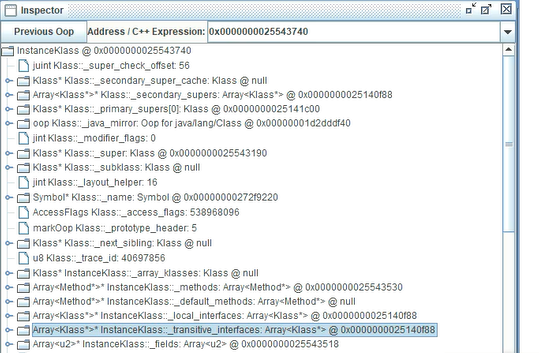 Inspector
Previous Oop Address / C++ Expression: 0x0000000025543740
InstanceKlass @ 0x0000000025543740
juint Klass::_super_check_offset: 56
Klass* Klass::_secondary_super_cache: Klass @ null
Array<Klass*>* Klass::_secondary_supers: Array<Klass*> @ 0x0000000025140f88
Klass* Klass::_primary_supers[0]: Klass @ 0x0000000025141c00
oop Klass::_java_mirror: Oop for java/lang/Class @ 0x00000001d2dddf40
jint Klass::_modifier_flags: 0
Klass* Klass::_super: Klass @ 0x0000000025543190
Klass* Klass::_subklass: Klass @ null
jint Klass::_layout_helper: 16
Symbol* Klass::_name: Symbol @ 0x00000000272f9220
AccessFlags Klass::_access_flags: 538968096
markOop Klass::_prototype_header: 5
Klass* Klass::_next_sibling: Klass @ null
u8 Klass::_trace_id: 40697856
Klass* InstanceKlass::_array_klasses: Klass @ null
Array<Method*>* InstanceKlass::_methods: Array<Method*> @ 0x0000000025543530
Array<Method*>* InstanceKlass::_default_methods: Array<Method*> @ null
Array<Klass*>* InstanceKlass::_local_interfaces: Array<Klass*> @ 0x0000000025140f88
Array<Klass*>* InstanceKlass::_transitive_interfaces: Array<Klass*> @ 0x0000000025140f88
Array<u2>* InstanceKlass::_fields: Array<u2> @ 0x0000000025543518